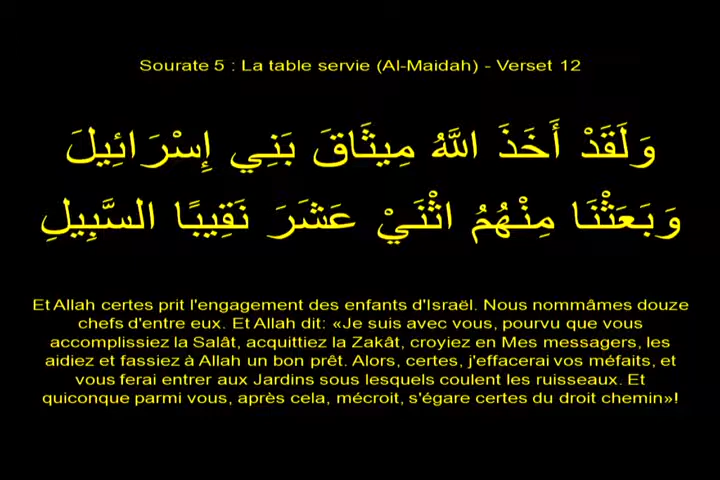 Sourate 5 : La table servie (Al-Maidah) - Verset 12
وَلَقَدْ أَخَذَ اللَّهُ مِيثَاقَ بَنِي إِسْرَائِيلَ
وَبَعَثْنَا مِنْهُمُ اثْنَيْ عَشَرَ نَقِيبًا السَّبِيلِ
Et Allah certes prit l'engagement des enfants d'Israël. Nous nommâmes douze
chefs d'entre eux. Et Allah dit: «Je suis avec vous, pourvu que vous
accomplissiez la Salât, acquittiez la Zakât, croyiez en Mes messagers, les
aidiez et fassiez à Allah un bon prêt. Alors, certes, j'effacerai vos méfaits, et
vous ferai entrer aux Jardins sous lesquels coulent les ruisseaux. Et
quiconque parmi vous, après cela, mécroit, s'égare certes du droit chemin»!